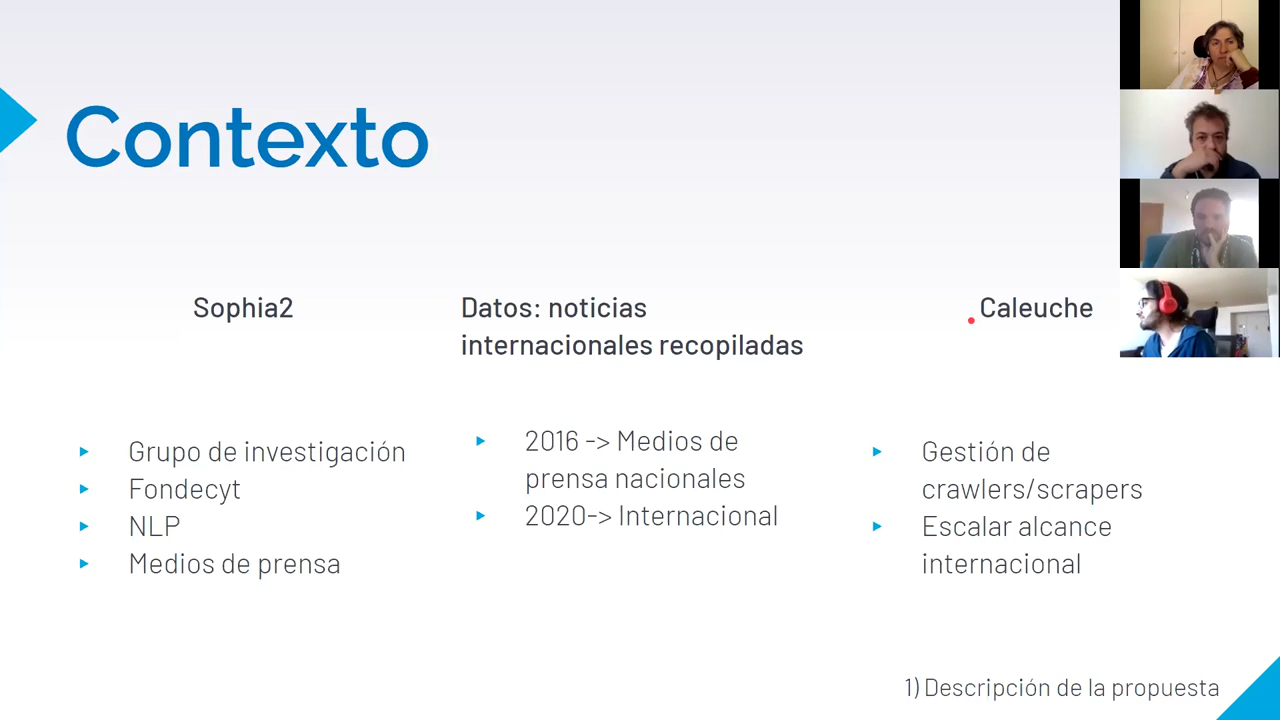 Contexto
Sophia2
Grupo de investigación
Fondecyt
NLP
Medios de prensa
Datos: noticias
internacionales recopiladas
2016 -> Medios de
prensa nacionales
2020-> Internacional
Caleuche
Gestión de
crawlers/scrapers
Escalar alcance
internacional
1) Descripción de la propuesta